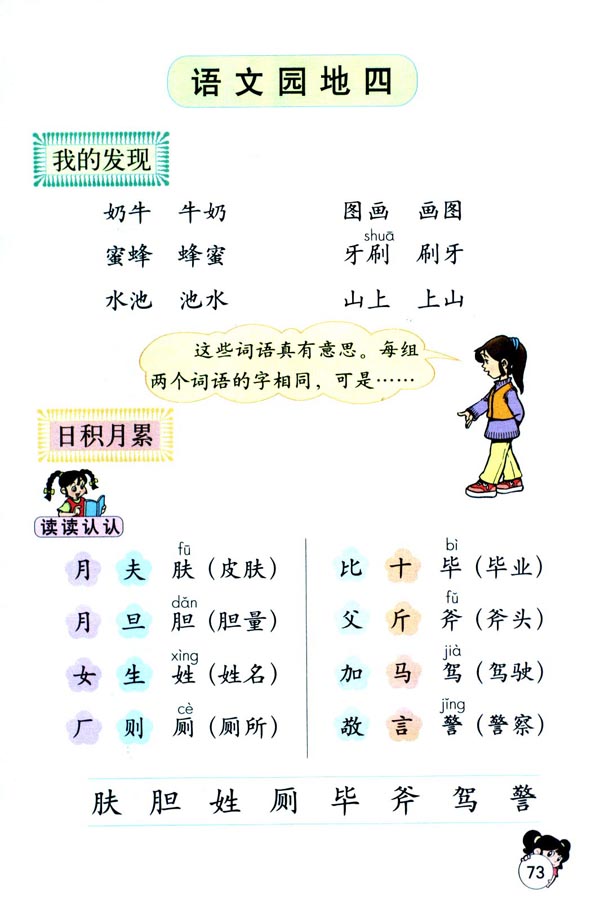 语文园地四
我的发现
奶牛 牛奶 图画 画图
shuā
蜜蜂 蜂蜜 牙刷 刷牙
水池 池水 山上 上山
这些词语真有意思。每组
两个词语的字相同，可是……
日积月累
读读认认
fū
月 夫 肤（皮肤）
dǎn
月 旦 胆（胆量）
xìng
女 生 姓（姓名）
cè
厂 则 厕（厕所）
bì
比 十 毕（毕业）
fǔ
父 斤 斧（斧头）
jià
加 马 驾（驾驶）
jǐng
敬 言 警（警察）
肤 胆 姓 厕 毕 斧 驾 警
73